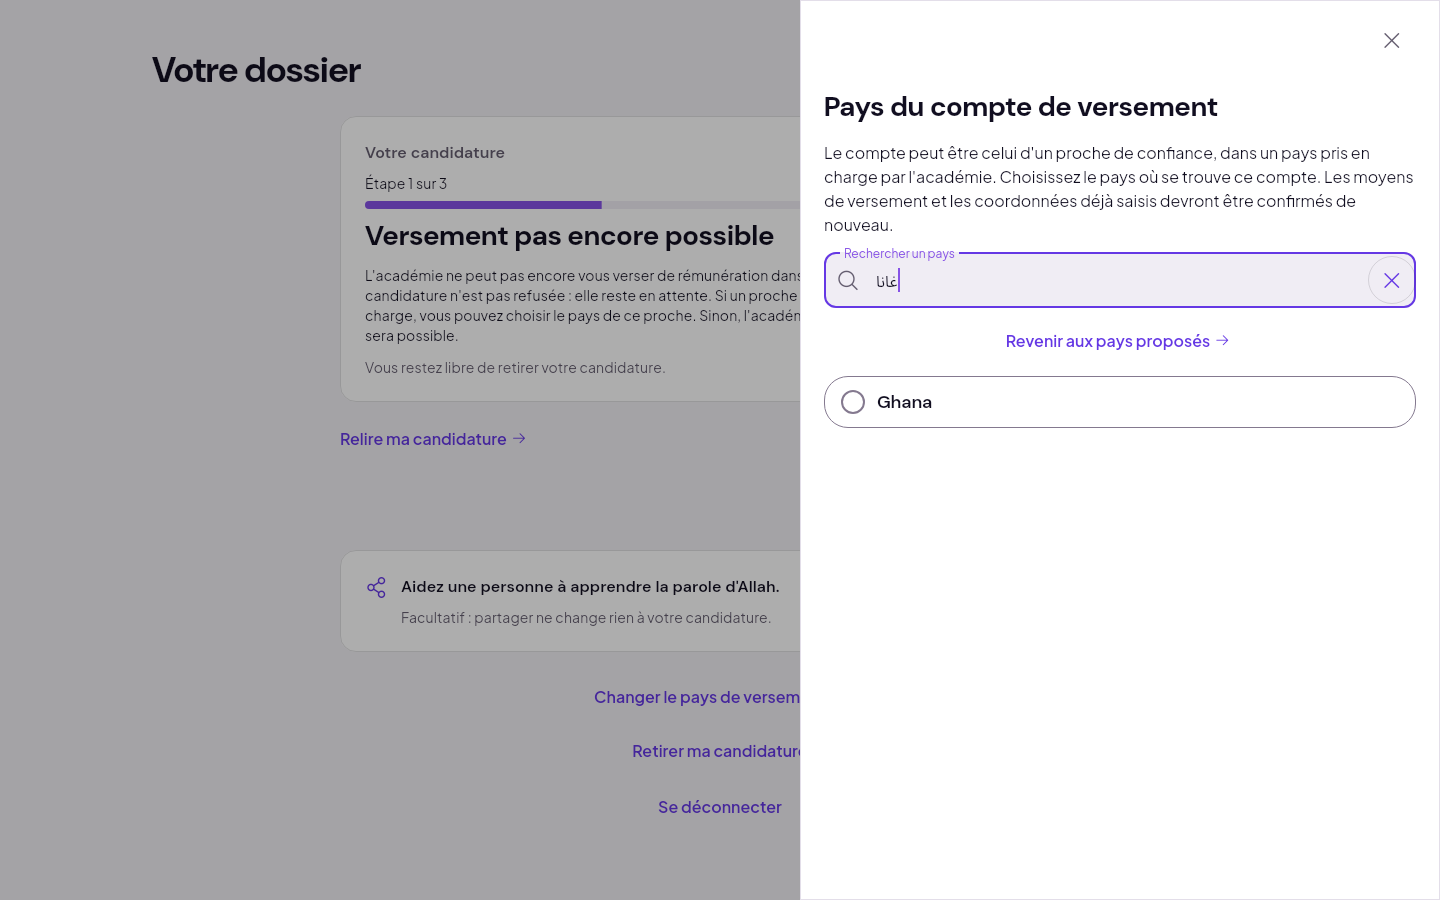 Votre dossier
Votre candidature
Étape 1 sur 3
Versement pas encore possible
L'académie ne peut pas encore vous verser de rémunération dans
candidature n'est pas refusée : elle reste en attente. Si un proche
charge, vous pouvez choisir le pays de ce proche. Sinon, l'académ
sera possible.
Vous restez libre de retirer votre candidature.
Relire ma candidature
Aidez une personne à apprendre la parole d'Allah.
Facultatif : partager ne change rien à votre candidature.
Changer le pays de versem
Retirer ma candidature
Se déconnecter
Pays du compte de versement
Le compte peut être celui d'un proche de confiance, dans un pays pris en
charge par l'académie. Choisissez le pays où se trouve ce compte. Les moyens
de versement et les coordonnées déjà saisis devront être confirmés de
nouveau.
Rechercher un pays
غانا
Revenir aux pays proposés
Ghana